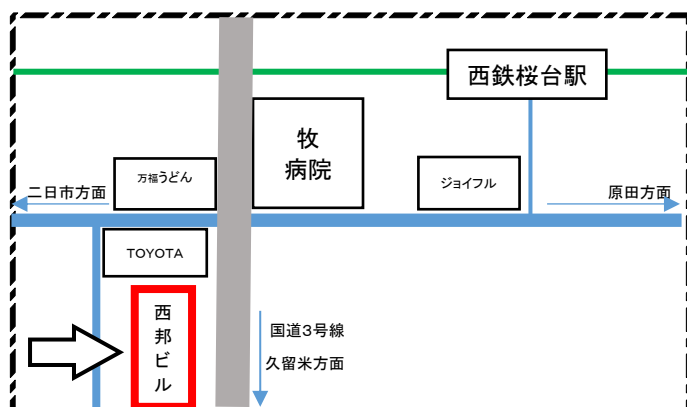 西鉄桜台駅
牧
病院
万福うどん
ジョイフル
二日市方面
原田方面
TOYOTA
西邦ビル
国道3号線
久留米方面